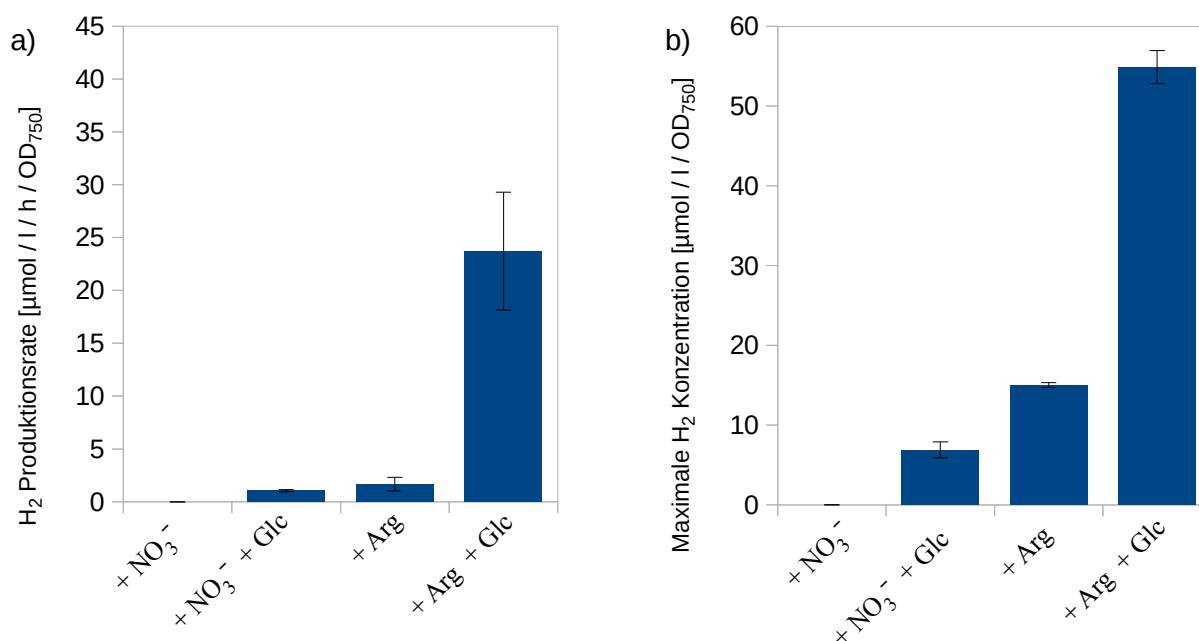 a)
H₂ Produktionsrate [µmol / l / h / OD₇₅₀]
45
40
35
30
25
20
15
10
5
0
+ NO₃⁻
+ NO₃⁻ + Glc
+ Arg
+ Arg + Glc
b)
Maximale H₂ Konzentration [µmol / l / OD₇₅₀]
60
50
40
30
20
10
0
+ NO₃⁻
+ NO₃⁻ + Glc
+ Arg
+ Arg + Glc